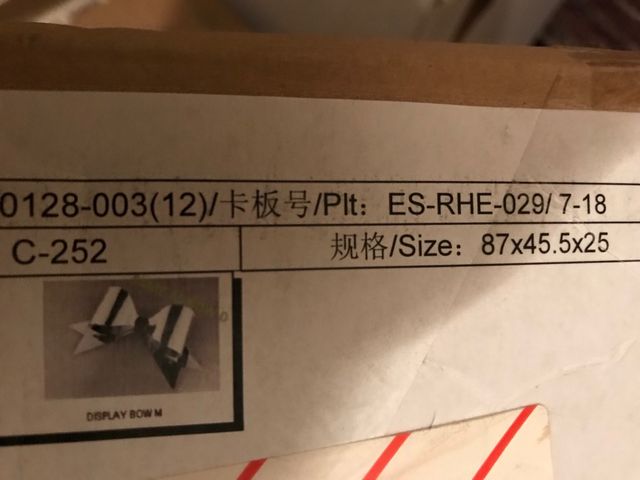 0128-003(12)/卡板号/Plt: ES-RHE-029/ 7-18
C-252 规格/Size: 87x45.5x25
DISPLAY BOW M